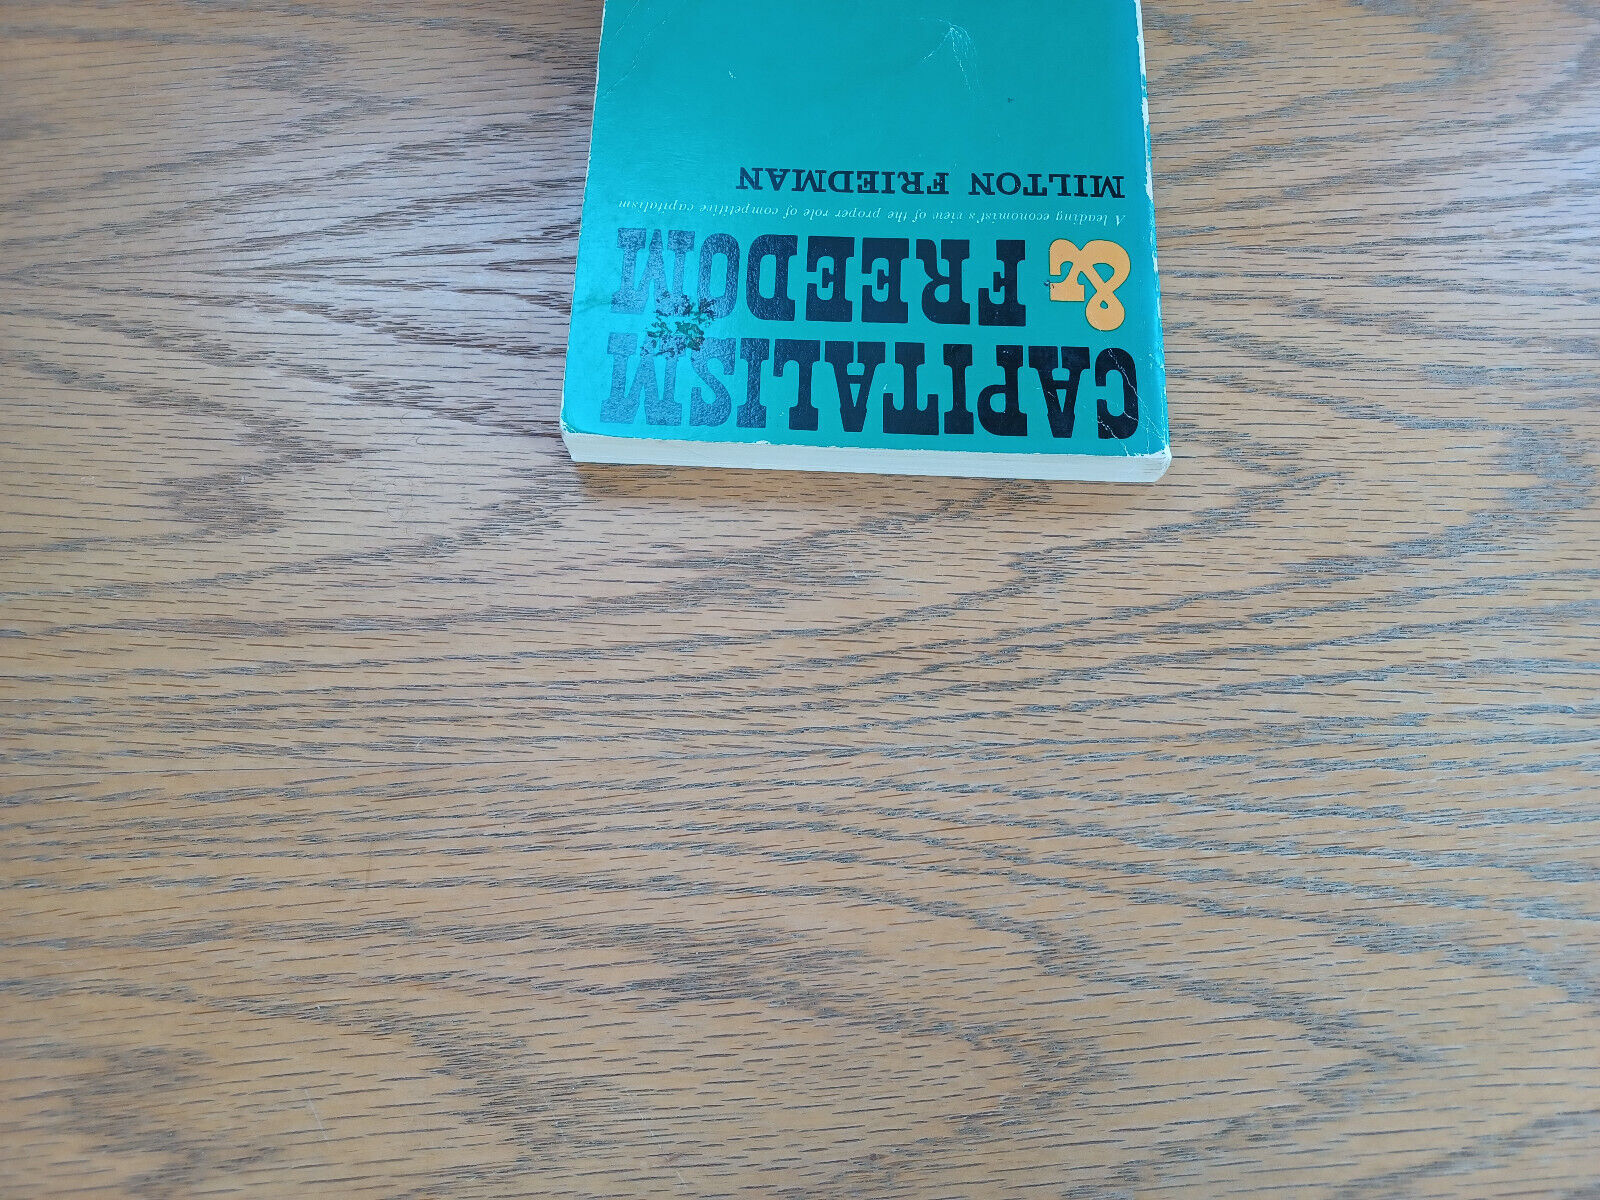 CAPITALISM
& FREEDOM
A leading economist's view of the proper role of competitive capitalism
MILTON FRIEDMAN